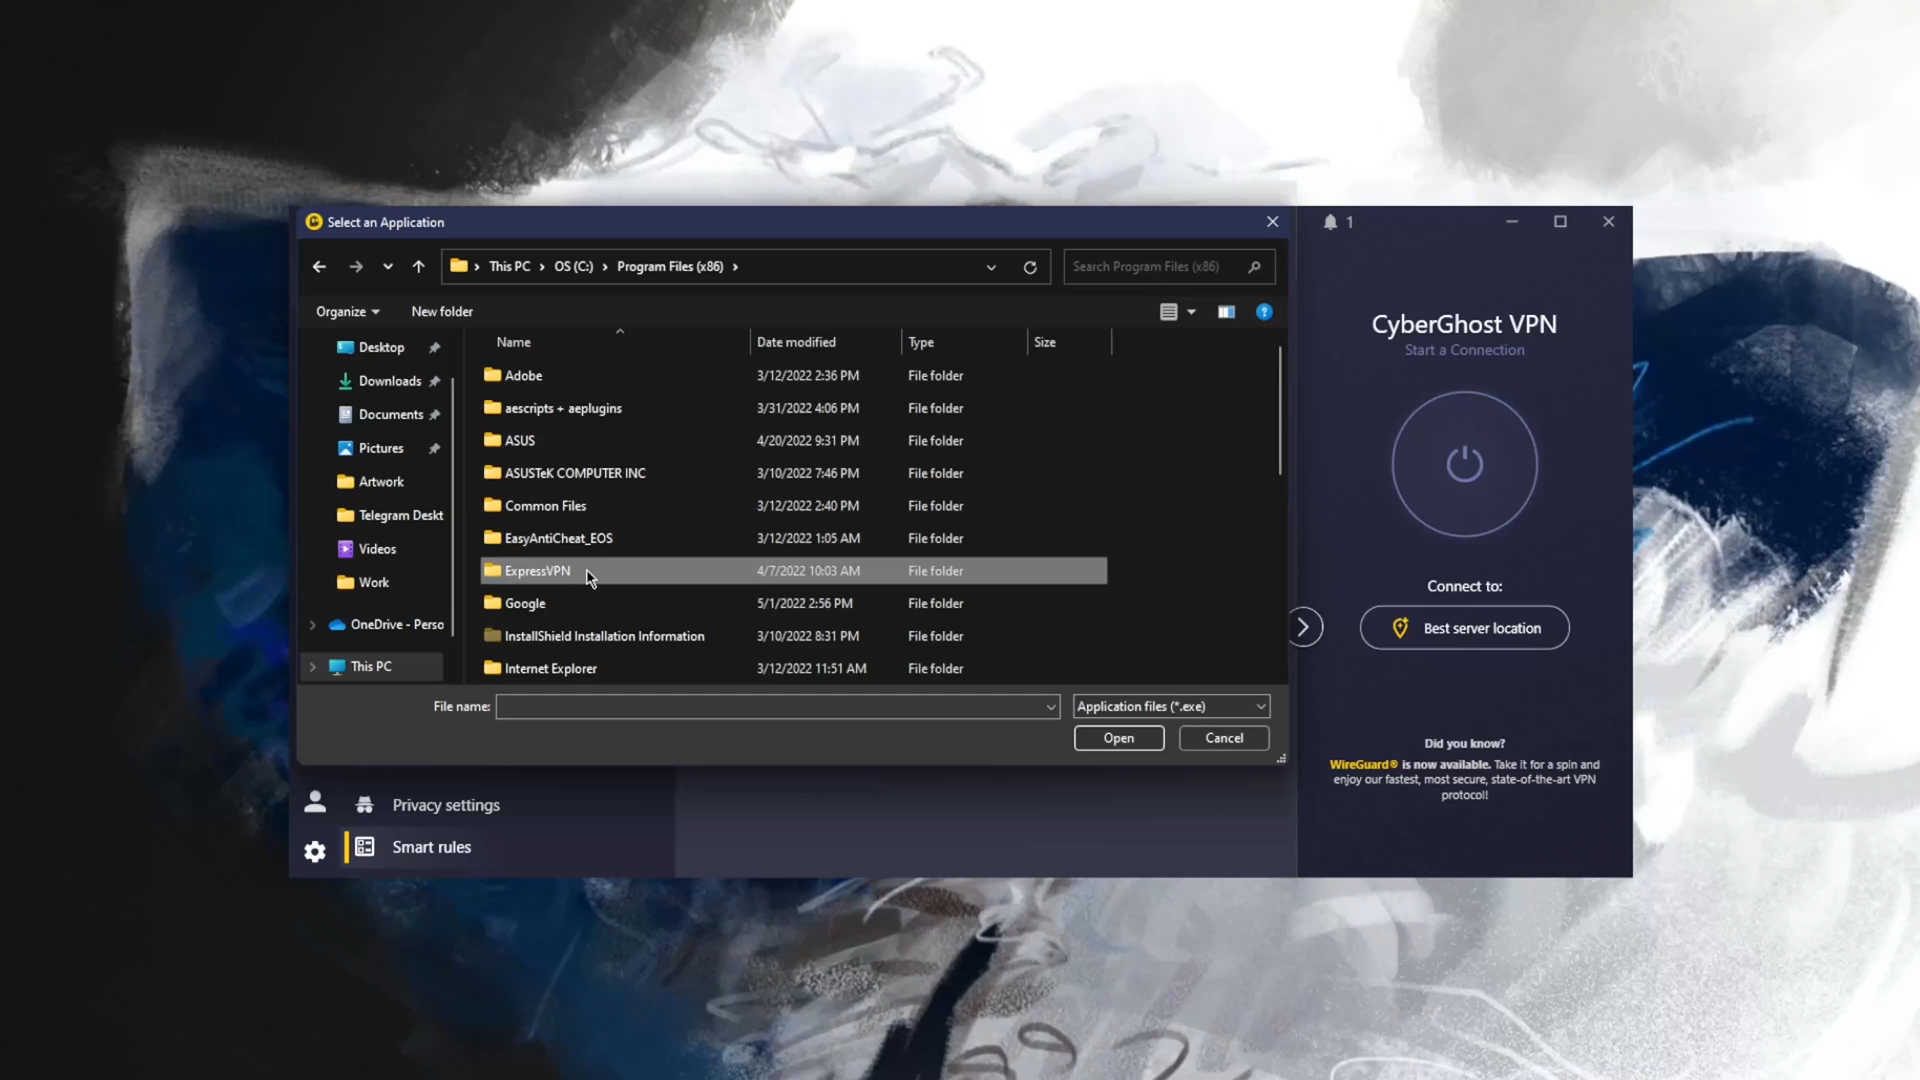 Select an Application
1
This PC > OS (C:) > Program Files (x86) >
Search Program Files (x86)
Organize
New folder
Name
Date modified
Type
Size
Desktop
Downloads
Documents
Pictures
Artwork
Telegram Deskt
Videos
Work
OneDrive - Perso
This PC
Adobe 3/12/2022 2:36 PM File folder
aescripts + aeplugins 3/31/2022 4:06 PM File folder
ASUS 4/20/2022 9:31 PM File folder
ASUSTeK COMPUTER INC 3/10/2022 7:46 PM File folder
Common Files 3/12/2022 2:40 PM File folder
EasyAntiCheat_EOS 3/12/2022 1:05 AM File folder
ExpressVPN 4/7/2022 10:03 AM File folder
Google 5/1/2022 2:56 PM File folder
InstallShield Installation Information 3/10/2022 8:31 PM File folder
Internet Explorer 3/12/2022 11:51 AM File folder
File name:
Application files (*.exe)
Open
Cancel
Privacy settings
Smart rules
CyberGhost VPN
Start a Connection
Connect to:
Best server location
Did you know?
WireGuard® is now available. Take it for a spin and
enjoy our fastest, most secure, state-of-the-art VPN
protocol!